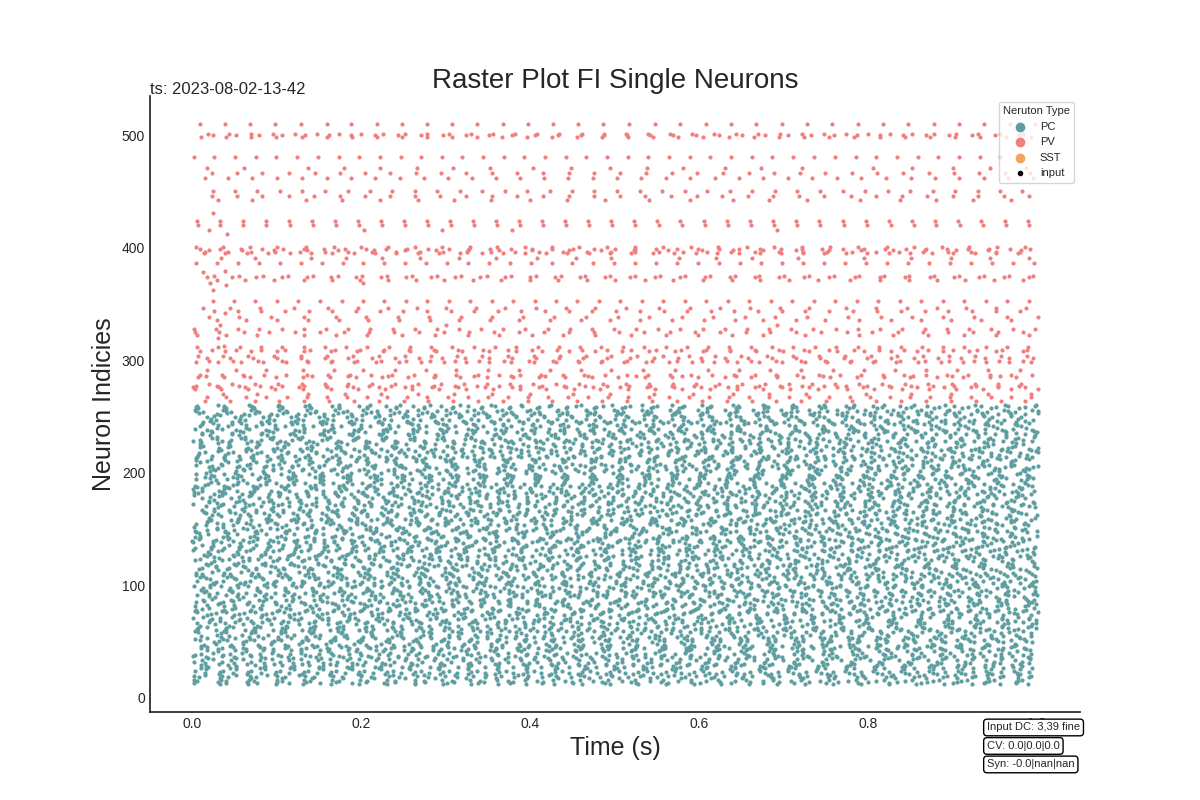 Raster Plot FI Single Neurons
ts: 2023-08-02-13-42
Neruton Type
PC
PV
SST
input
500
400
300
200
100
0
Neuron Indicies
0.0 0.2 0.4 0.6 0.8
Time (s)
Input DC: 3,39 fine
CV: 0.0|0.0|0.0
Syn: -0.0|nan|nan